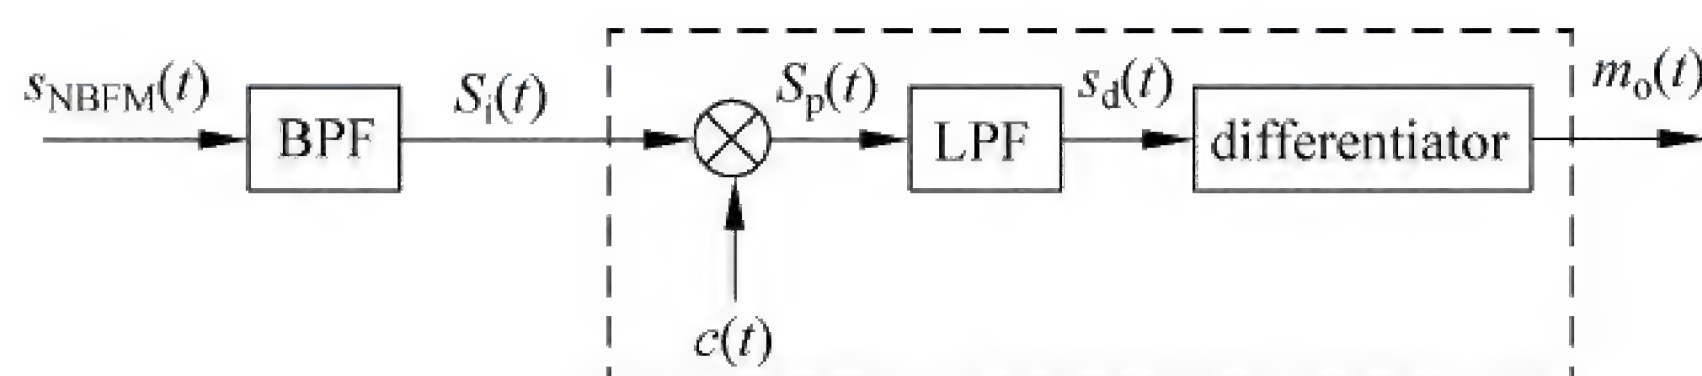 s_NBFM(t)
BPF
S_i(t)
S_p(t)
LPF
s_d(t)
differentiator
m_o(t)
c(t)